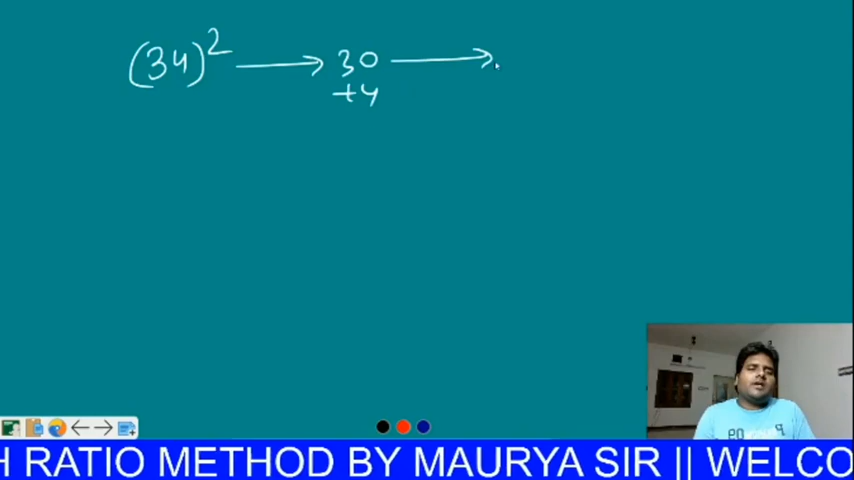 (34)² ⟶ 30 ⟶
+4
H RATIO METHOD BY MAURYA SIR || WELCO